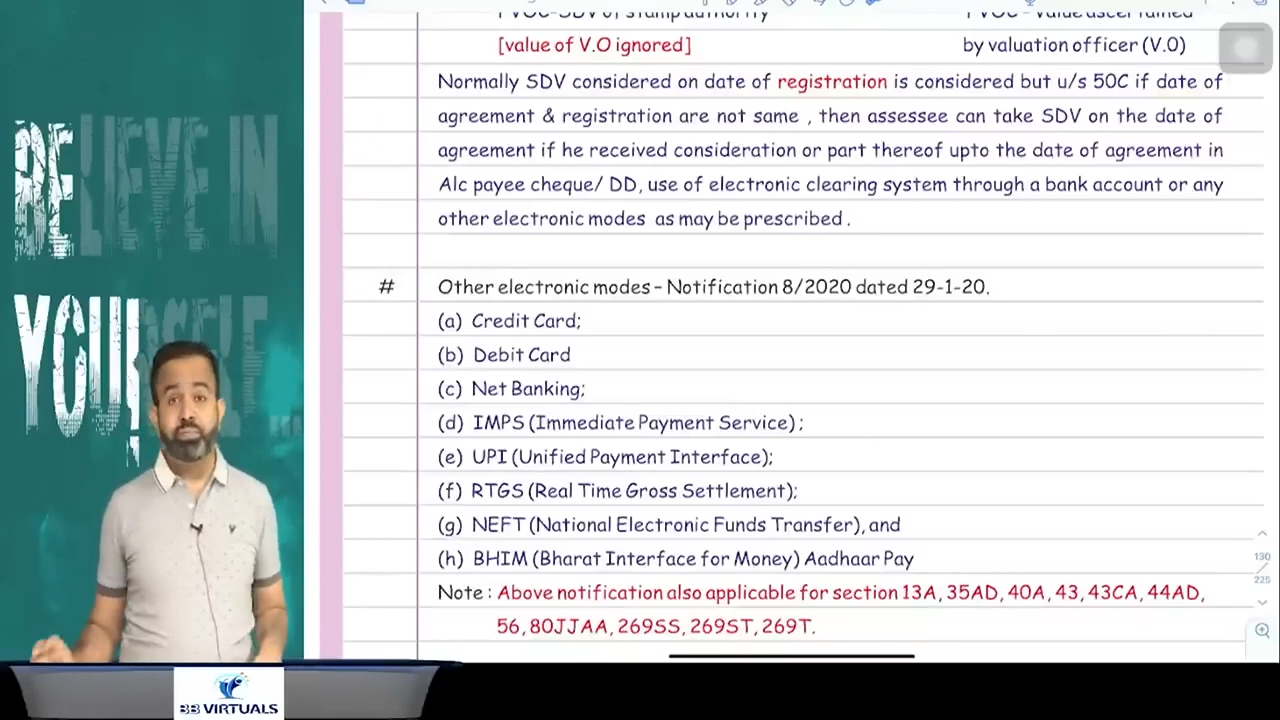 BELIEVE IN
YOURSELF...
[value of V.O ignored]
by valuation officer (V.O)
Normally SDV considered on date of registration is considered but u/s 50C if date of
agreement & registration are not same , then assessee can take SDV on the date of
agreement if he received consideration or part thereof upto the date of agreement in
Alc payee cheque/ DD, use of electronic clearing system through a bank account or any
other electronic modes as may be prescribed .
# Other electronic modes – Notification 8/2020 dated 29-1-20.
(a) Credit Card;
(b) Debit Card
(c) Net Banking;
(d) IMPS (Immediate Payment Service) ;
(e) UPI (Unified Payment Interface);
(f) RTGS (Real Time Gross Settlement);
(g) NEFT (National Electronic Funds Transfer), and
(h) BHIM (Bharat Interface for Money) Aadhaar Pay
Note : Above notification also applicable for section 13A, 35AD, 40A, 43, 43CA, 44AD,
56, 80JJAA, 269SS, 269ST, 269T.
130
225
BB VIRTUALS